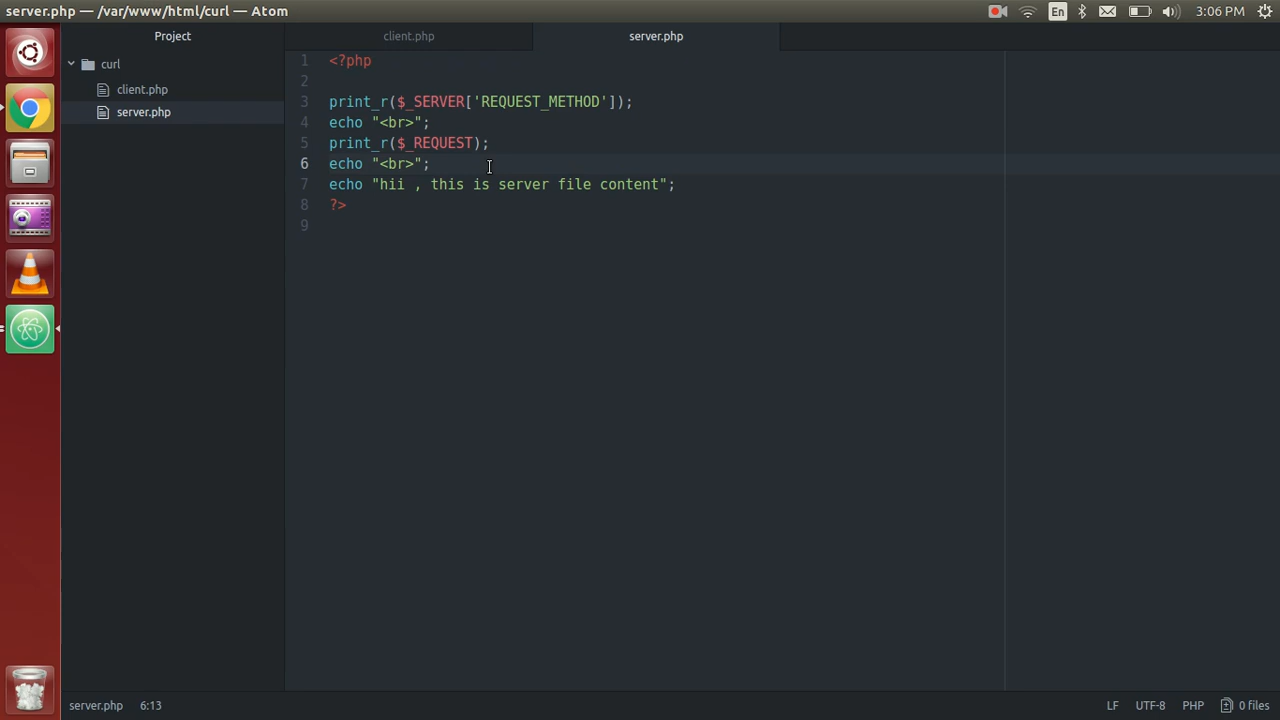 server.php — /var/www/html/curl — Atom
En
3:06 PM
Project
client.php
server.php
curl
client.php
server.php
1 <?php
2
3 print_r($_SERVER['REQUEST_METHOD']);
4 echo "<br>";
5 print_r($_REQUEST);
6 echo "<br>";
7 echo "hii , this is server file content";
8 ?>
9
server.php 6:13
LF UTF-8 PHP 0 files